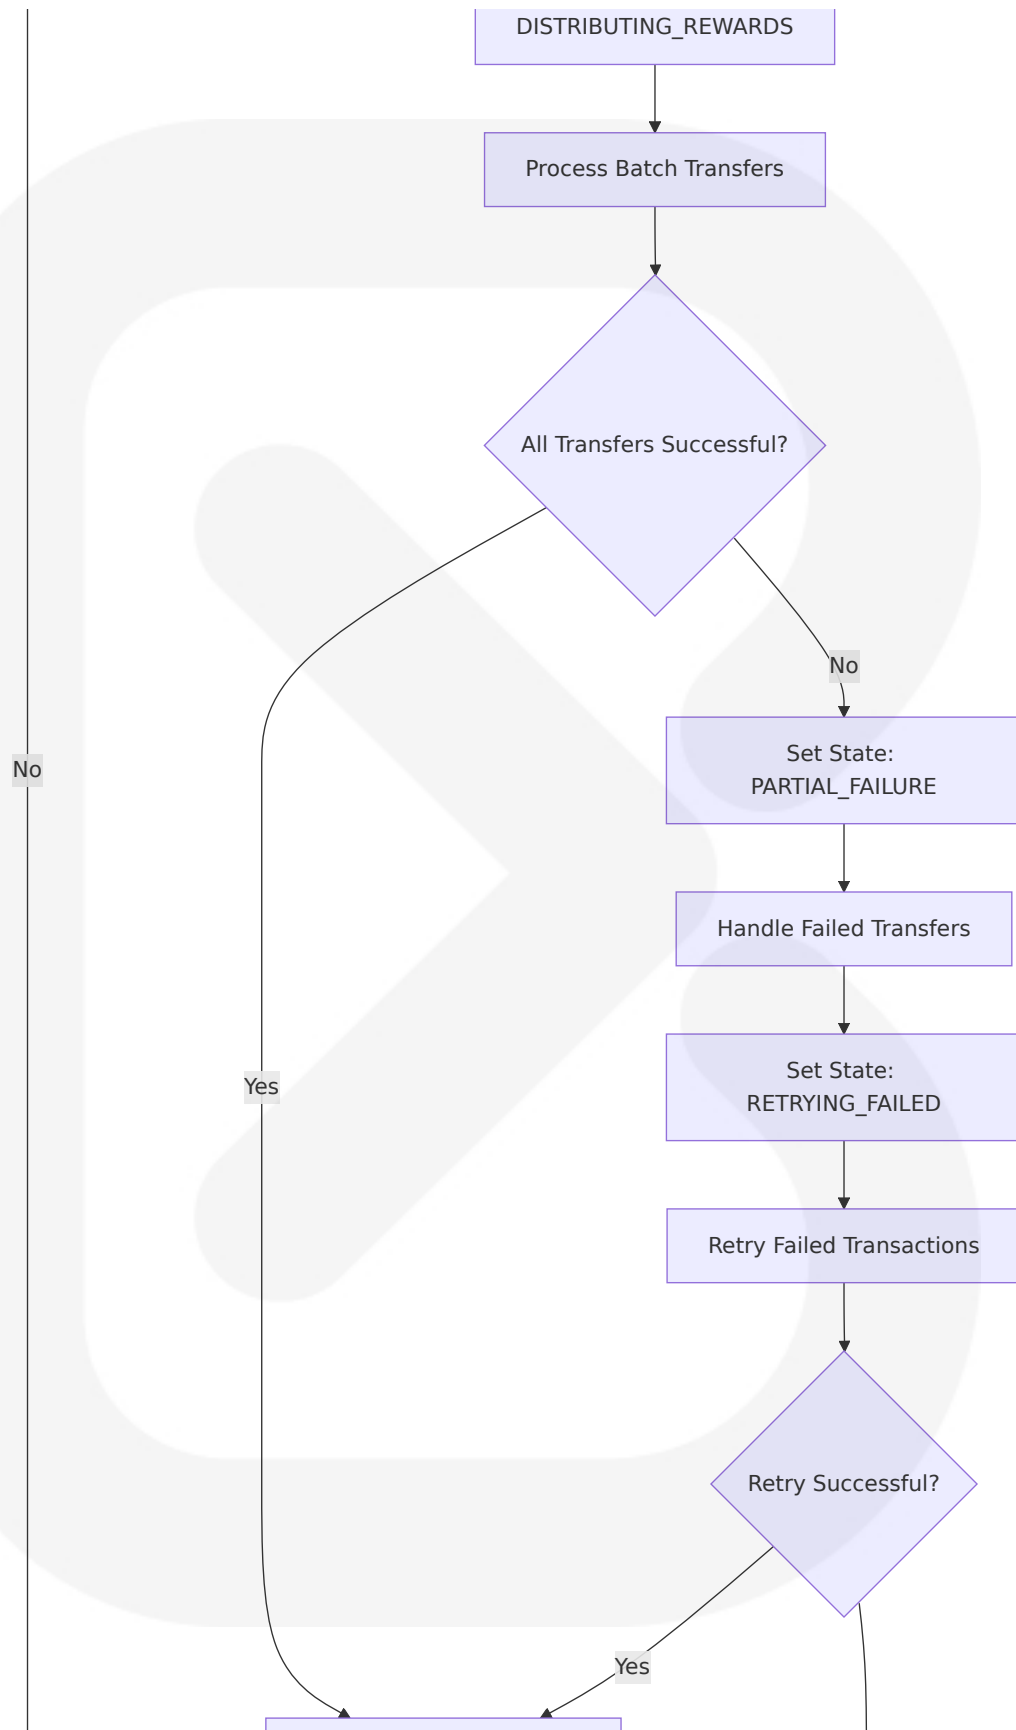 DISTRIBUTING_REWARDS
Process Batch Transfers
All Transfers Successful?
No
Set State:
PARTIAL_FAILURE
No
Handle Failed Transfers
Set State:
RETRYING_FAILED
Yes
Retry Failed Transactions
Retry Successful?
Yes